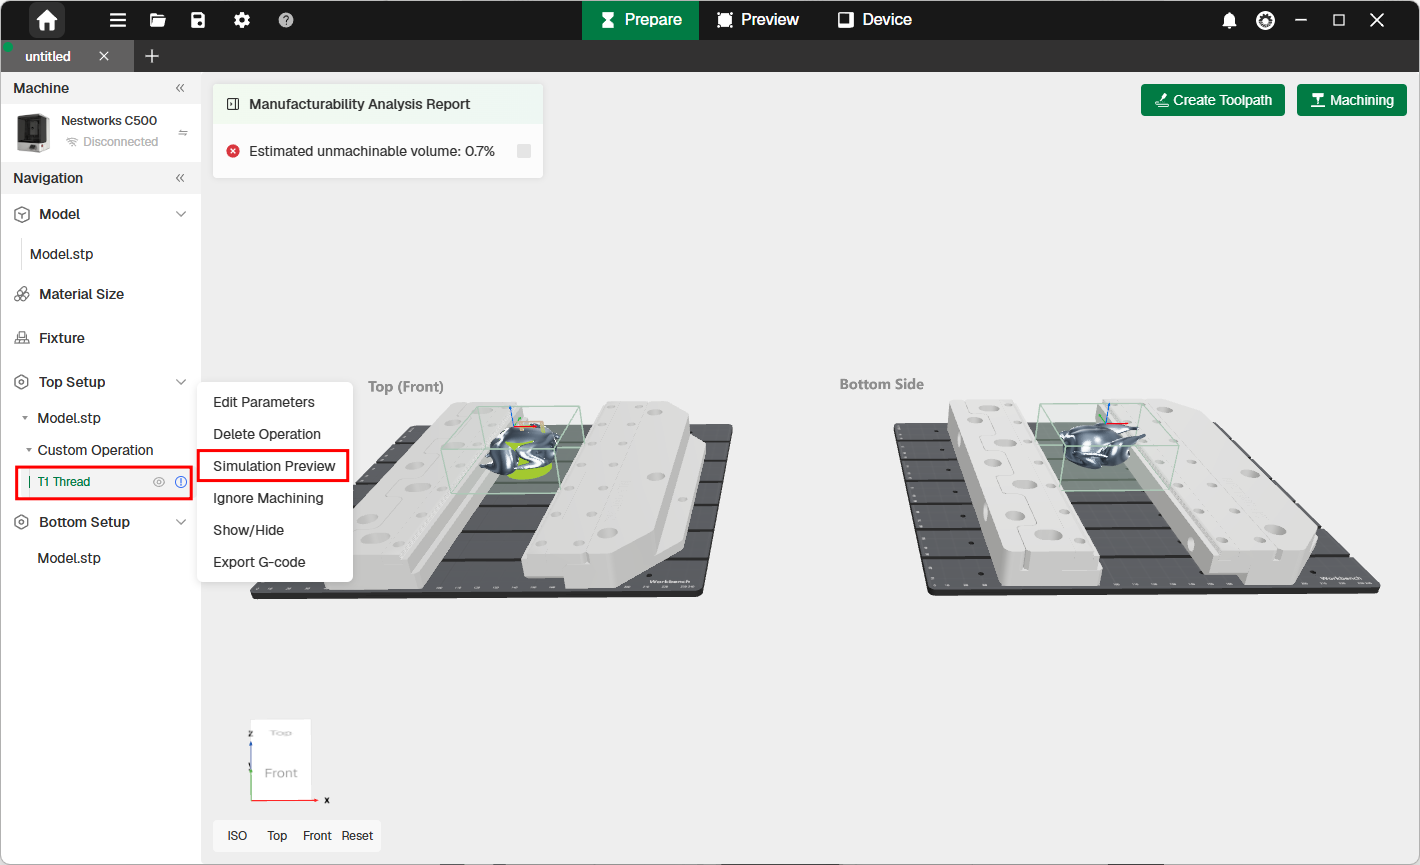 Prepare
Preview
Device
untitled
Machine
Nestworks C500
Disconnected
Navigation
Model
Model.stp
Material Size
Fixture
Top Setup
Model.stp
Custom Operation
T1 Thread
Bottom Setup
Model.stp
Manufacturability Analysis Report
Estimated unmachinable volume: 0.7%
Create Toolpath
Machining
Edit Parameters
Delete Operation
Simulation Preview
Ignore Machining
Show/Hide
Export G-code
Top (Front)
Bottom Side
Workbench
Workbench
Z
Top
Front
X
ISO
Top
Front
Reset